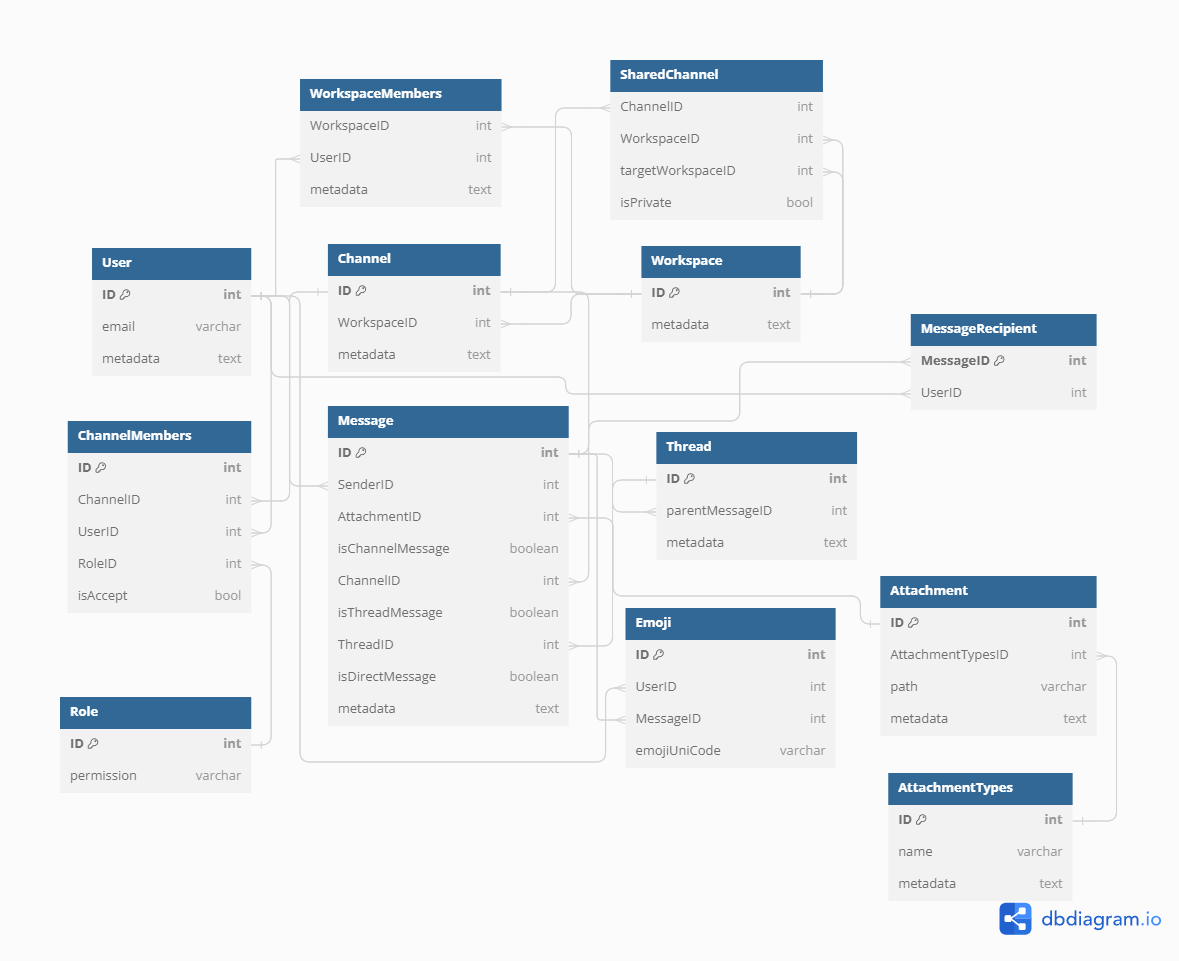 WorkspaceMembers
WorkspaceID int
UserID int
metadata text
SharedChannel
ChannelID int
WorkspaceID int
targetWorkspaceID int
isPrivate bool
User
ID int
email varchar
metadata text
Channel
ID int
WorkspaceID int
metadata text
Workspace
ID int
metadata text
MessageRecipient
MessageID int
UserID int
ChannelMembers
ID int
ChannelID int
UserID int
RoleID int
isAccept bool
Message
ID int
SenderID int
AttachmentID int
isChannelMessage boolean
ChannelID int
isThreadMessage boolean
ThreadID int
isDirectMessage boolean
metadata text
Thread
ID int
parentMessageID int
metadata text
Attachment
ID int
AttachmentTypesID int
path varchar
metadata text
Emoji
ID int
UserID int
MessageID int
emojiUniCode varchar
Role
ID int
permission varchar
AttachmentTypes
ID int
name varchar
metadata text
dbdiagram.io